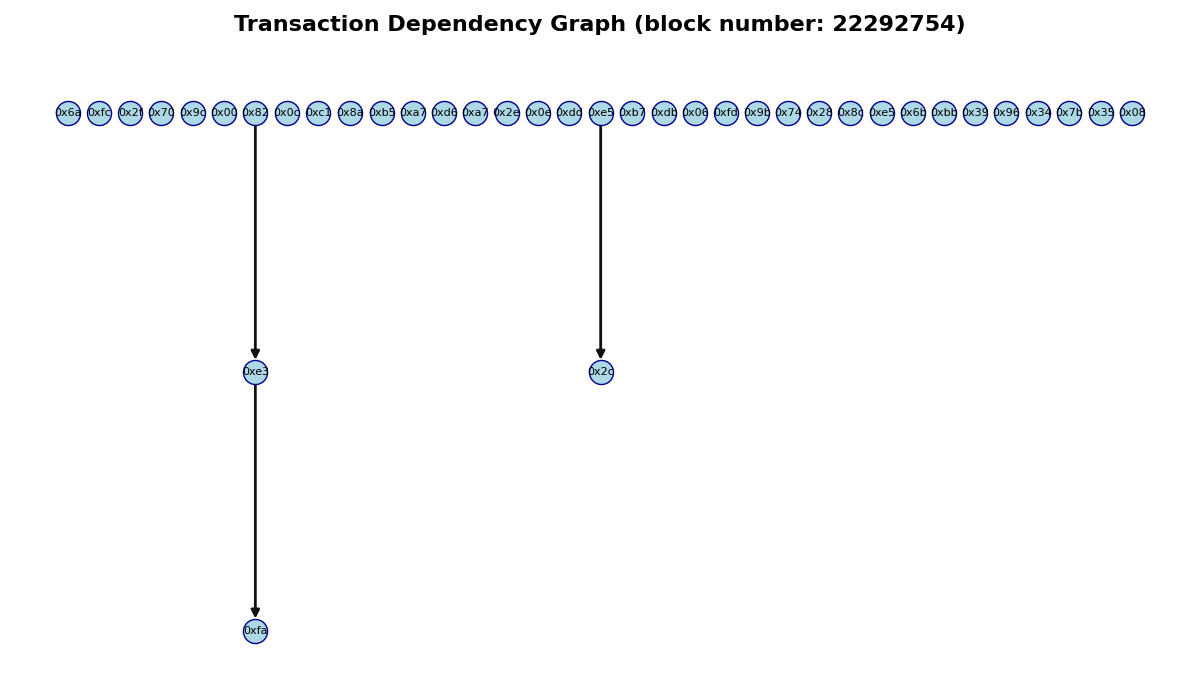 Transaction Dependency Graph (block number: 22292754)
0x6a 0xfc 0x2f 0x70 0x9c 0x00 0x82 0x0c 0xc1 0x8a 0xb5 0xa7 0xd6 0xa7 0x2e 0x0e 0xdd 0xe5 0xb7 0xdb 0x06 0xfd 0x9b 0x74 0x28 0x8c 0xe5 0x6b 0xbb 0x39 0x96 0x34 0x7b 0x35 0x08
0xe3 0x2c
0xfa